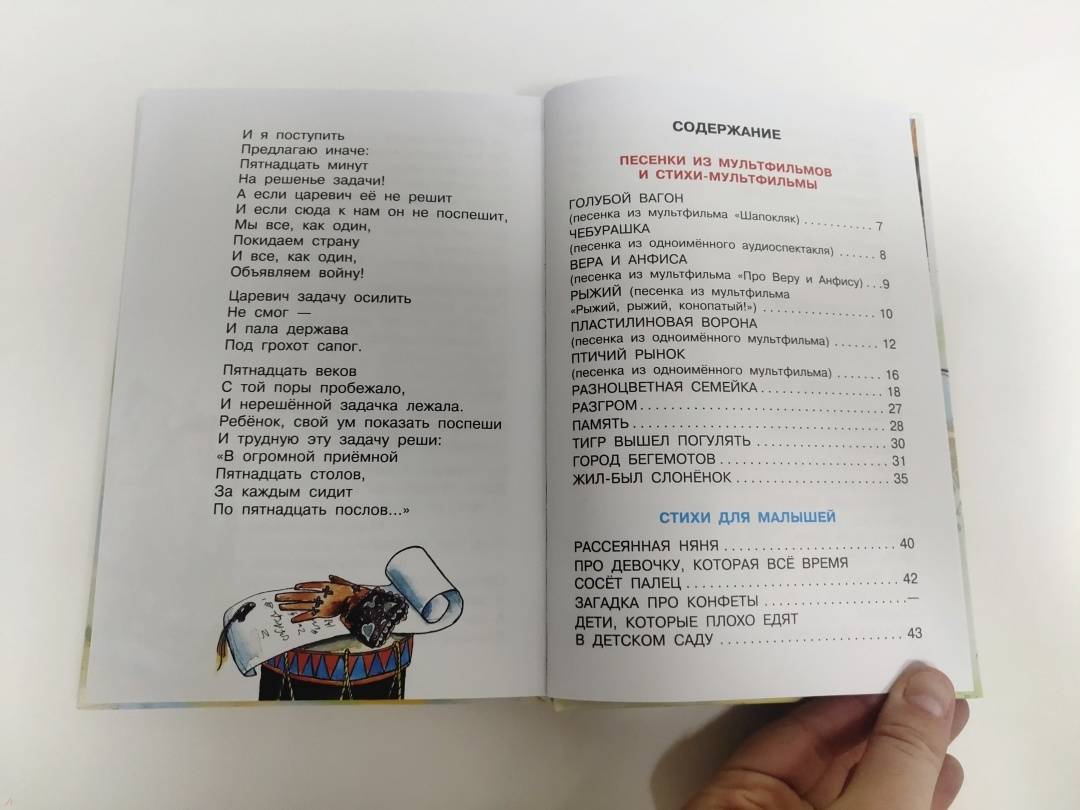 И я поступить
Предлагаю иначе:
Пятнадцать минут
На решенье задачи!
А если царевич её не решит
И если сюда к нам он не поспешит,
Мы все, как один,
Покидаем страну
И все, как один,
Объявляем войну!
Царевич задачу осилить
Не смог —
И пала держава
Под грохот сапог.
Пятнадцать веков
С той поры пробежало,
И нерешённой задачка лежала.
Ребёнок, свой ум показать поспеши
И трудную эту задачу реши:
«В огромной приёмной
Пятнадцать столов,
За каждым сидит
По пятнадцать послов...»
СОДЕРЖАНИЕ
ПЕСЕНКИ ИЗ МУЛЬТФИЛЬМОВ
И СТИХИ-МУЛЬТФИЛЬМЫ
ГОЛУБОЙ ВАГОН
(песенка из мультфильма «Шапокляк») . . . . . . . . . . . 7
ЧЕБУРАШКА
(песенка из одноимённого аудиоспектакля) . . . . . . 8
ВЕРА И АНФИСА
(песенка из мультфильма «Про Веру и Анфису) . . .9
РЫЖИЙ (песенка из мультфильма
«Рыжий, рыжий, конопатый!») . . . . . . . . . . . . . . . . . 10
ПЛАСТИЛИНОВАЯ ВОРОНА
(песенка из одноимённого мультфильма) . . . . . . . 12
ПТИЧИЙ РЫНОК
(песенка из одноимённого мультфильма) . . . . . . . 16
РАЗНОЦВЕТНАЯ СЕМЕЙКА . . . . . . . . . . . . . . . . 18
РАЗГРОМ . . . . . . . . . . . . . . . . . . . . . . . . . . . . . . 27
ПАМЯТЬ . . . . . . . . . . . . . . . . . . . . . . . . . . . . . . . 28
ТИГР ВЫШЕЛ ПОГУЛЯТЬ . . . . . . . . . . . . . . . . . 30
ГОРОД БЕГЕМОТОВ . . . . . . . . . . . . . . . . . . . . . 31
ЖИЛ-БЫЛ СЛОНЁНОК . . . . . . . . . . . . . . . . . . . 35
СТИХИ ДЛЯ МАЛЫШЕЙ
РАССЕЯННАЯ НЯНЯ . . . . . . . . . . . . . . . . . . . . . 40
ПРО ДЕВОЧКУ, КОТОРАЯ ВСЁ ВРЕМЯ
СОСЁТ ПАЛЕЦ . . . . . . . . . . . . . . . . . . . . . . . . . . 42
ЗАГАДКА ПРО КОНФЕТЫ . . . . . . . . . . . . . . . . . —
ДЕТИ, КОТОРЫЕ ПЛОХО ЕДЯТ
В ДЕТСКОМ САДУ . . . . . . . . . . . . . . . . . . . . . . . 43